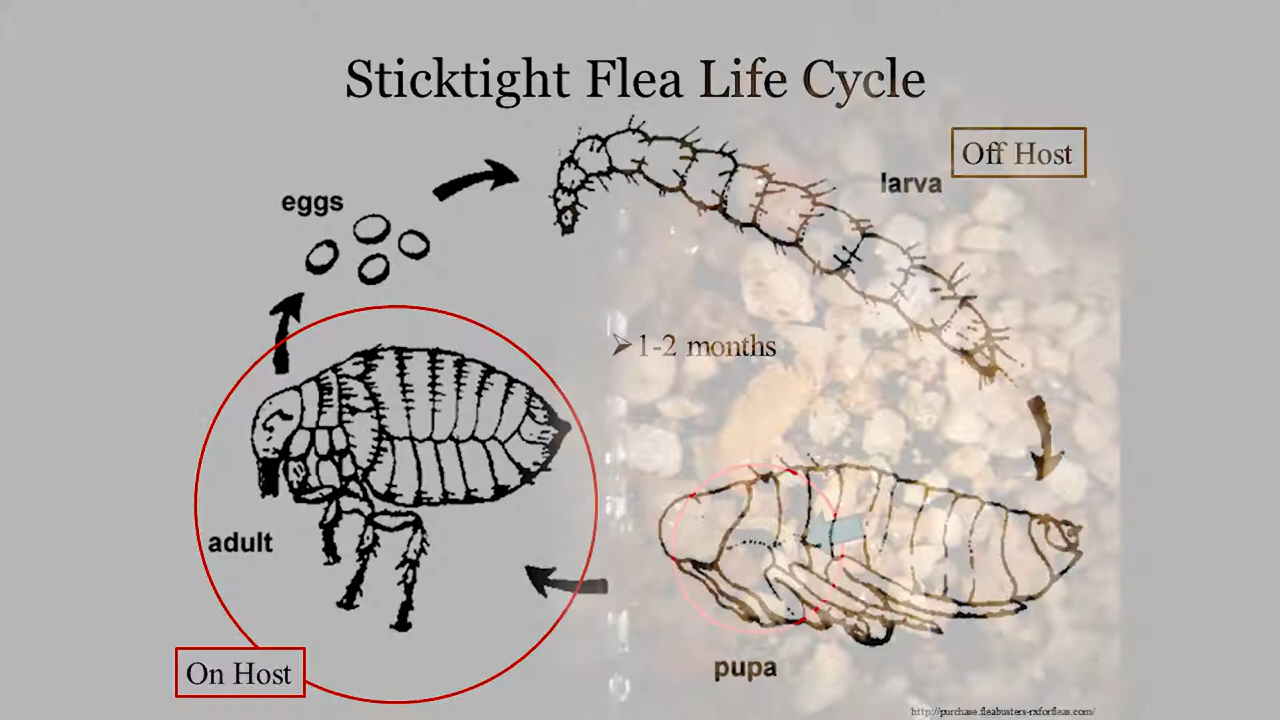 Sticktight Flea Life Cycle
Off Host
larva
eggs
➢ 1-2 months
adult
On Host
pupa
http://purchase.fleabusters-rxforfleas.com/